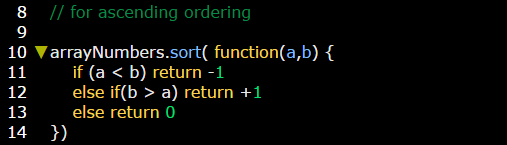 8 // for ascending ordering
9
10 ▼arrayNumbers.sort( function(a,b) {
11 if (a < b) return -1
12 else if(b > a) return +1
13 else return 0
14 })